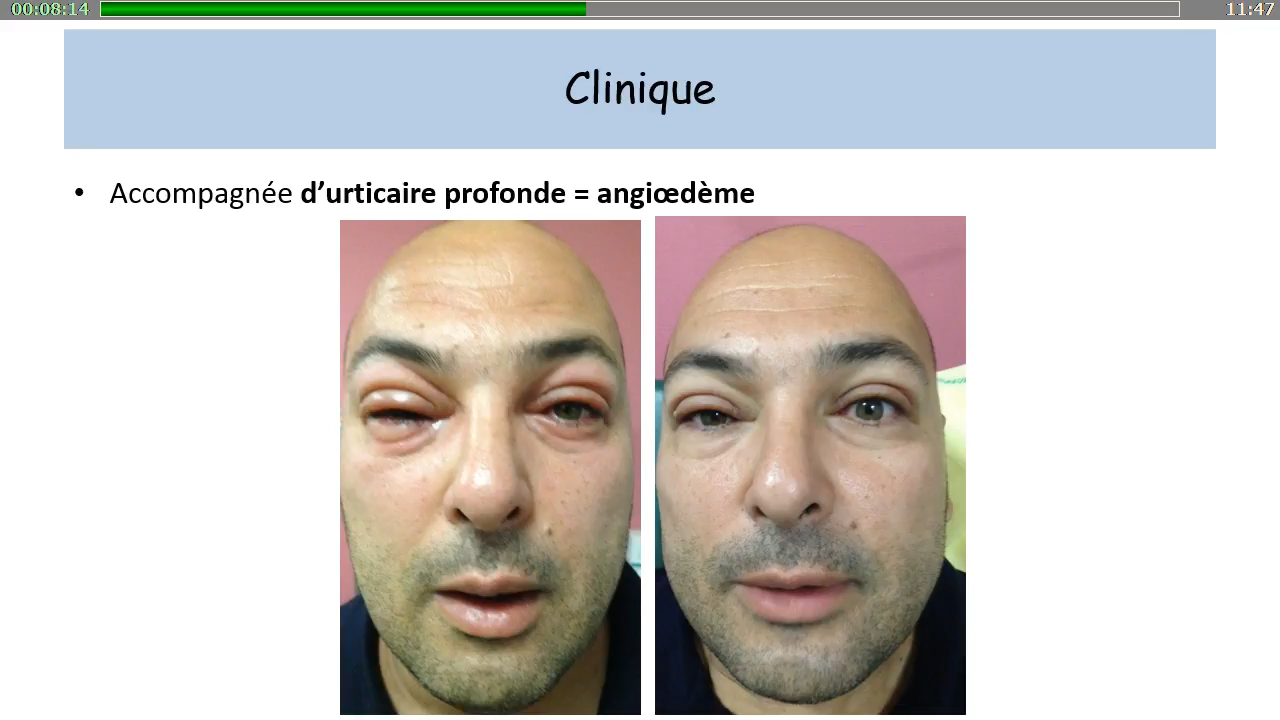 00:08:14 11:47
Clinique
• Accompagnée d’urticaire profonde = angiœdème